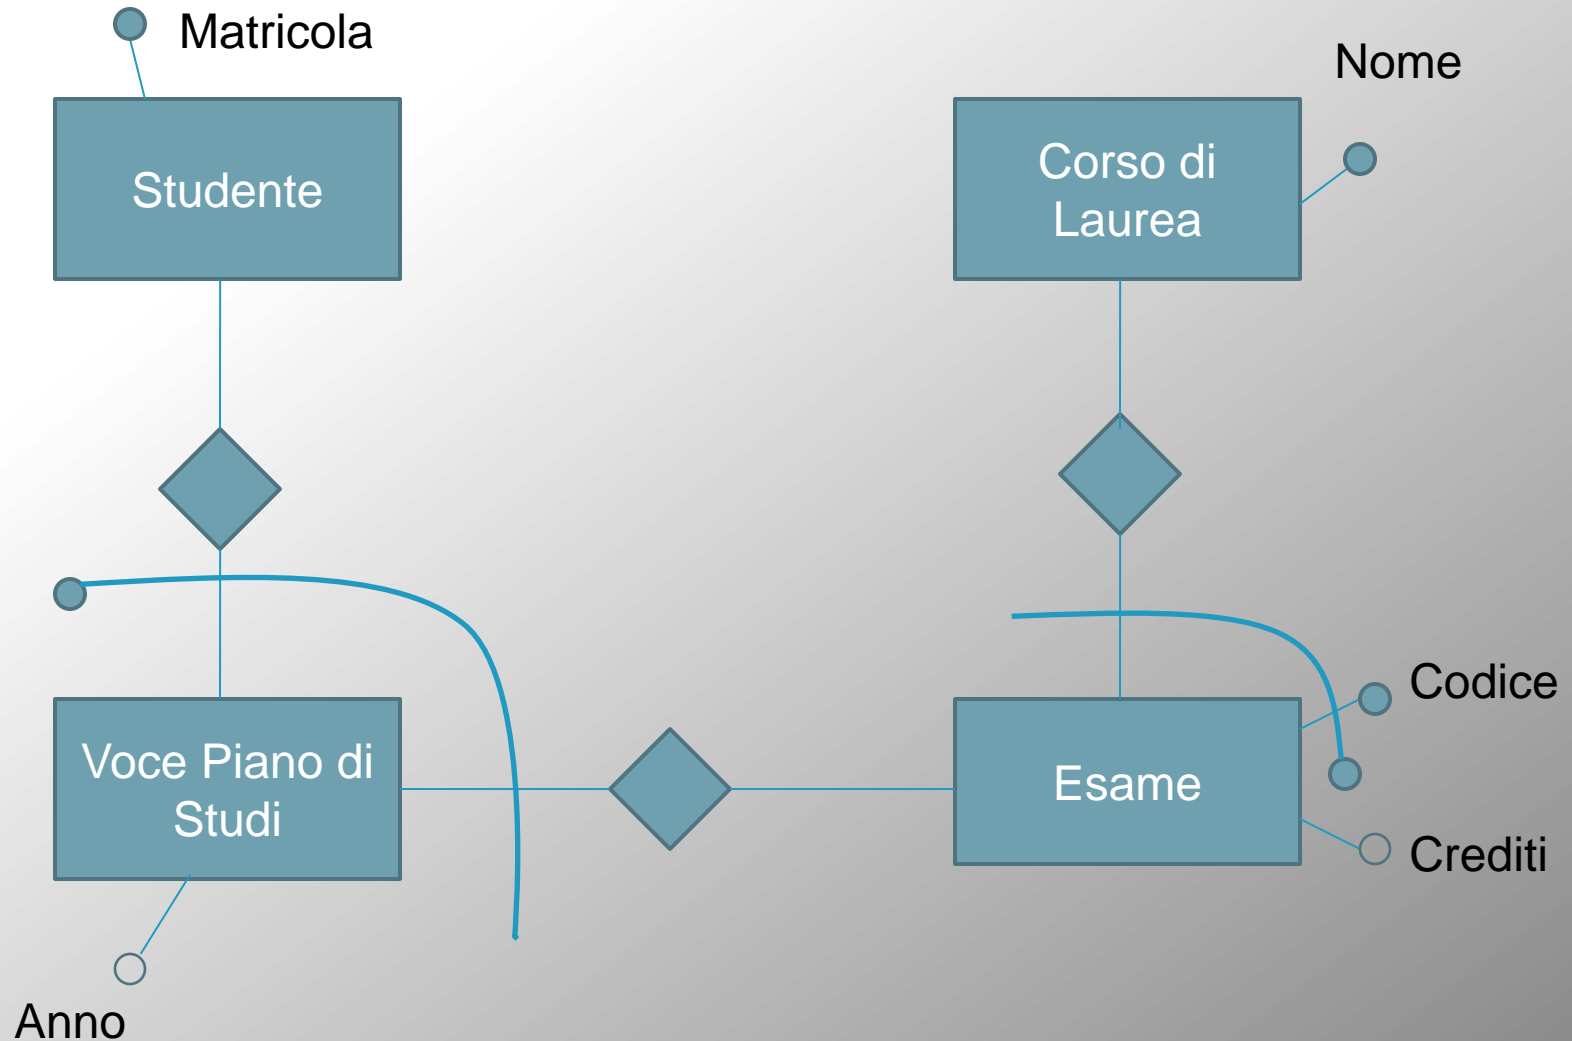 Matricola
Nome
Studente
Corso di
Laurea
Codice
Voce Piano di
Studi
Esame
Crediti
Anno